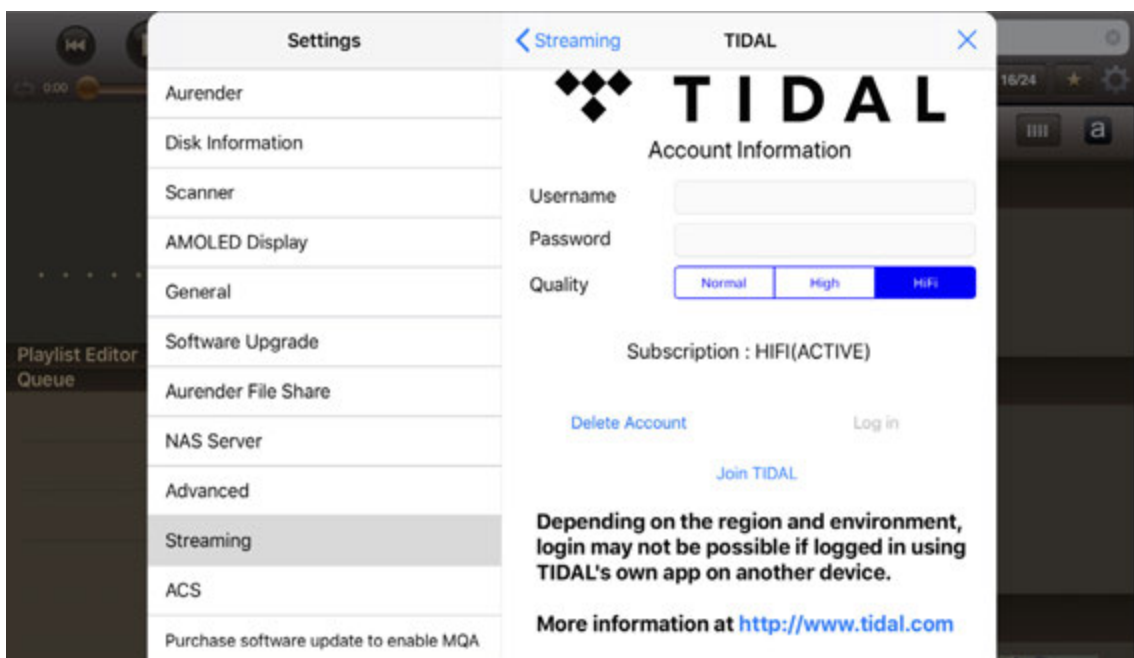 Settings
Aurender
Disk Information
Scanner
AMOLED Display
General
Software Upgrade
Aurender File Share
NAS Server
Advanced
Streaming
ACS
Purchase software update to enable MQA
Streaming
TIDAL
TIDAL
Account Information
Username
Password
Quality Normal High HiFi
Subscription : HIFI(ACTIVE)
Delete Account Log in
Join TIDAL
Depending on the region and environment,
login may not be possible if logged in using
TIDAL's own app on another device.
More information at http://www.tidal.com
0:00
Playlist Editor
Queue
16/24
a